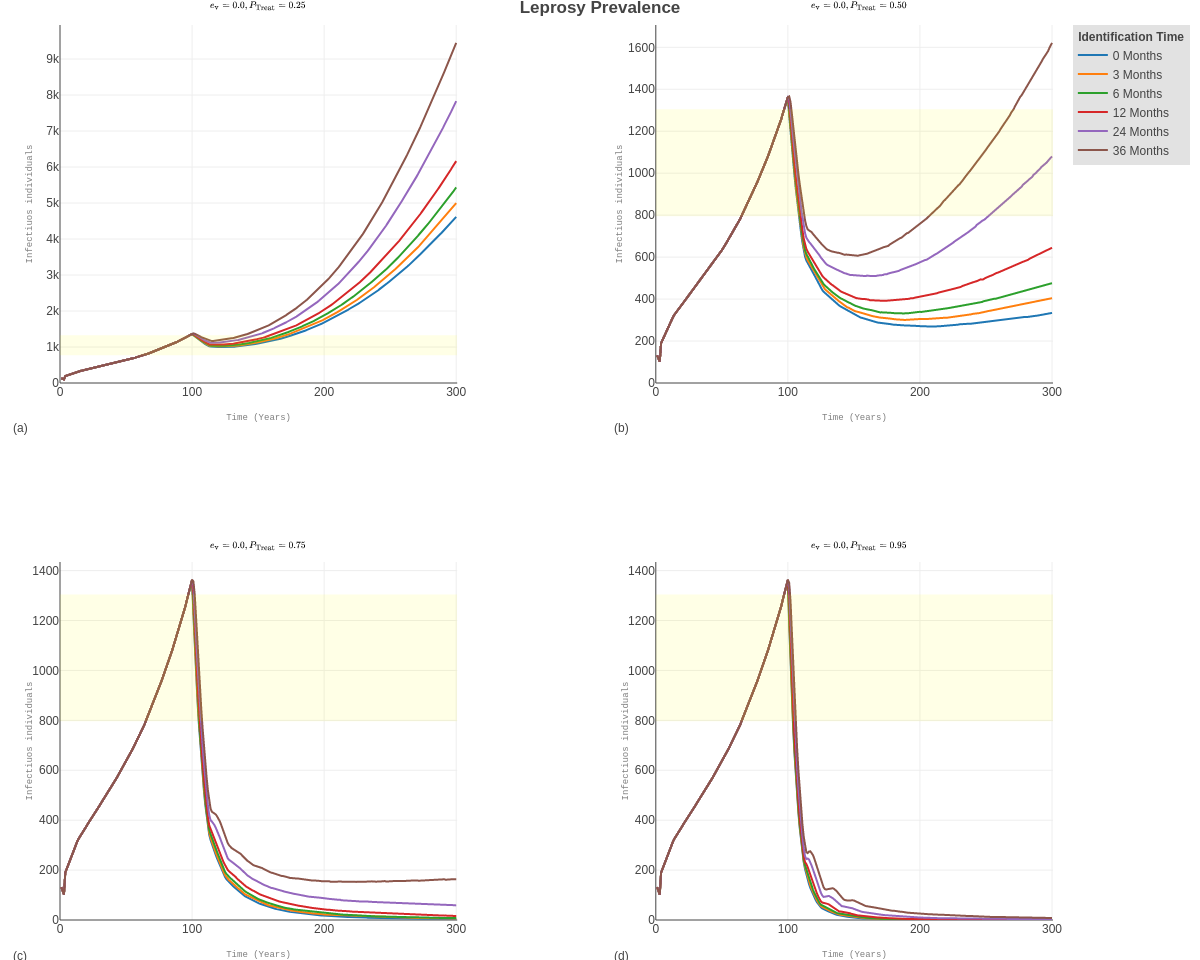 Leprosy Prevalence
e_v = 0.0, P_Treat = 0.25
9k
8k
7k
6k
5k
4k
3k
2k
1k
0
Infectiuos individuals
0 100 200 300
Time (Years)
(a)
e_v = 0.0, P_Treat = 0.50
1600
1400
1200
1000
800
600
400
200
0
Infectiuos individuals
0 100 200 300
Time (Years)
(b)
Identification Time
0 Months
3 Months
6 Months
12 Months
24 Months
36 Months
e_v = 0.0, P_Treat = 0.75
1400
1200
1000
800
600
400
200
0
Infectiuos individuals
0 100 200 300
Time (Years)
(c)
e_v = 0.0, P_Treat = 0.95
1400
1200
1000
800
600
400
200
0
Infectiuos individuals
0 100 200 300
Time (Years)
(d)